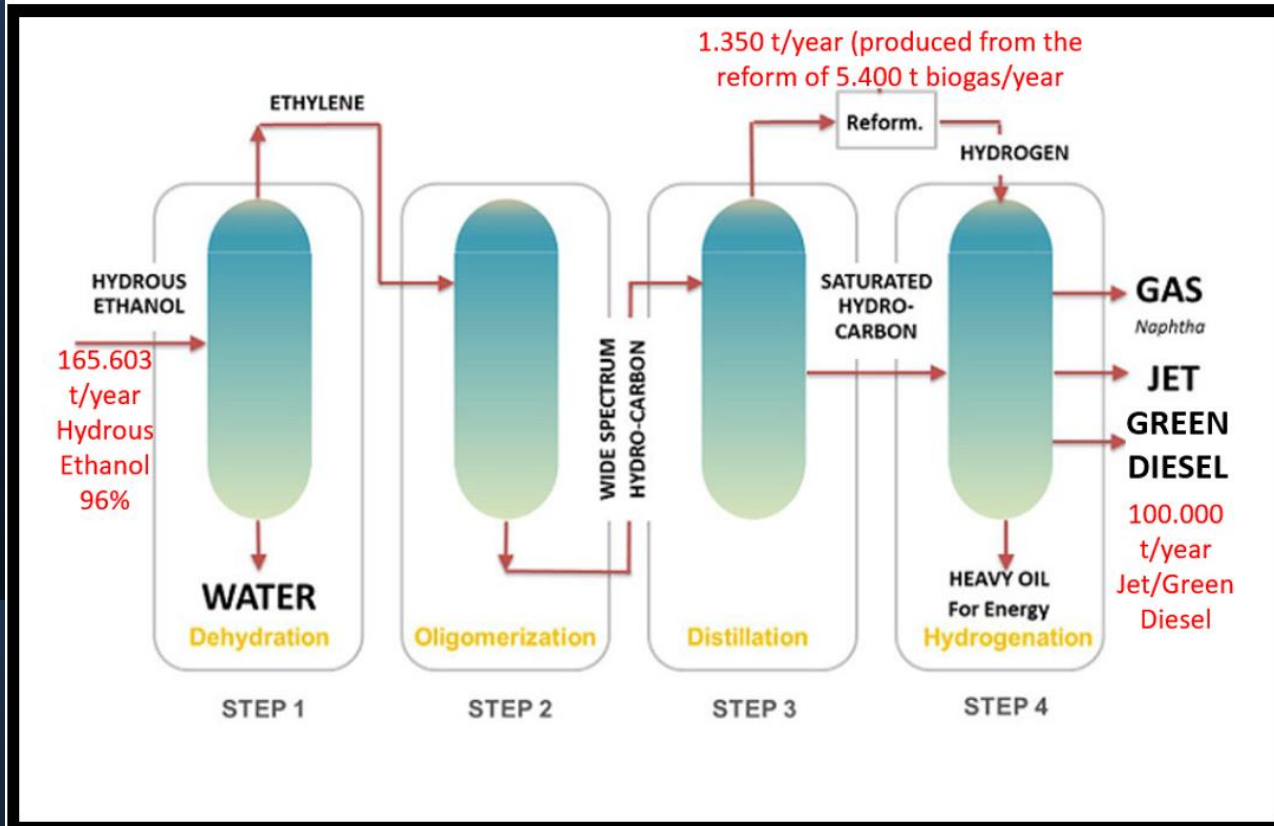 1.350 t/year (produced from the
reform of 5.400 t biogas/year
ETHYLENE
Reform.
HYDROGEN
HYDROUS
ETHANOL
165.603
t/year
Hydrous
Ethanol
96%
WATER
Dehydration
STEP 1
Oligomerization
STEP 2
WIDE SPECTRUM
HYDRO-CARBON
Distillation
STEP 3
SATURATED
HYDRO-
CARBON
GAS
Naphtha
JET
GREEN
DIESEL
100.000
t/year
Jet/Green
Diesel
HEAVY OIL
For Energy
Hydrogenation
STEP 4